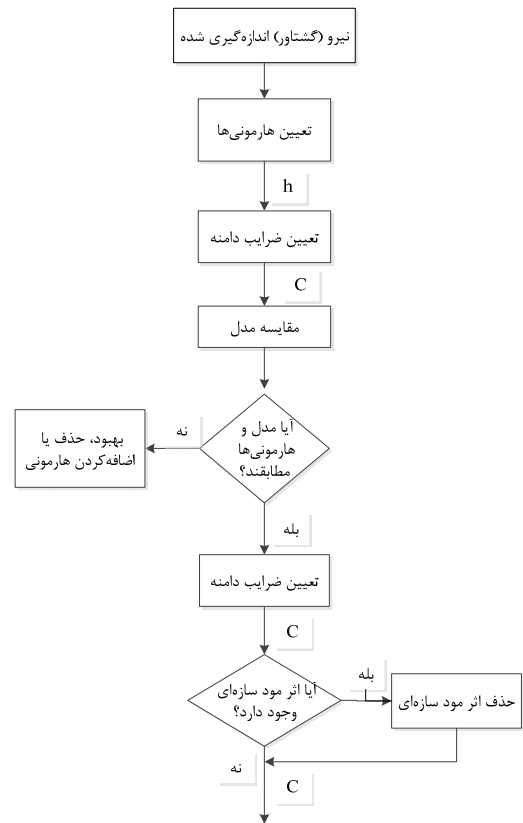 نیرو (گشتاور) اندازه‌گیری شده
تعیین هارمونی‌ها
h
تعیین ضرایب دامنه
C
مقایسه مدل
آیا مدل و
هارمونی‌ها
مطابقند؟
نه
بهبود، حذف یا
اضافه‌کردن هارمونی
بله
تعیین ضرایب دامنه
C
آیا اثر مود سازه‌ای
وجود دارد؟
بله
حذف اثر مود سازه‌ای
نه
C